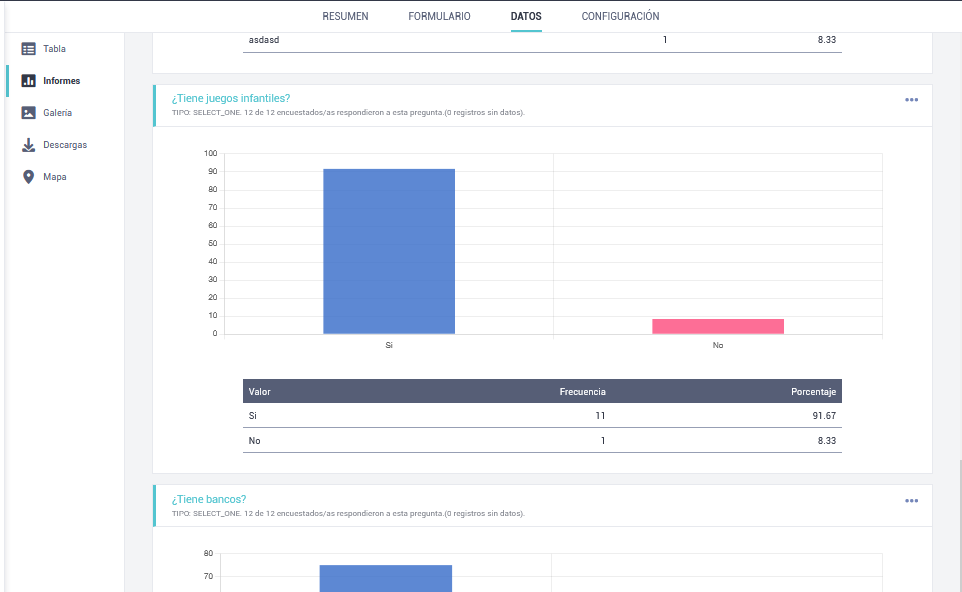 RESUMEN FORMULARIO DATOS CONFIGURACIÓN
Tabla
Informes
Galería
Descargas
Mapa
asdasd 1 8.33
¿Tiene juegos infantiles?
TIPO: SELECT_ONE. 12 de 12 encuestados/as respondieron a esta pregunta.(0 registros sin datos).
100
90
80
70
60
50
40
30
20
10
0
Si No
Valor Frecuencia Porcentaje
Si 11 91.67
No 1 8.33
¿Tiene bancos?
TIPO: SELECT_ONE. 12 de 12 encuestados/as respondieron a esta pregunta.(0 registros sin datos).
80
70